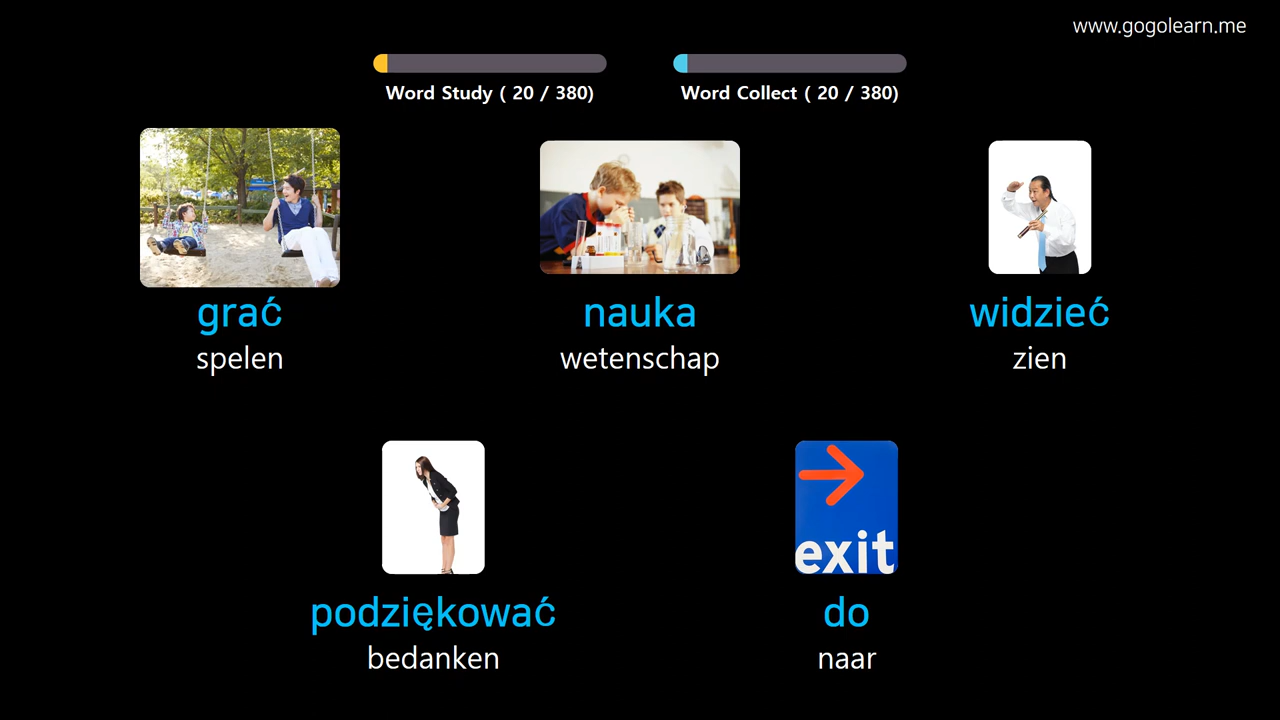 www.gogolearn.me
Word Study ( 20 / 380)
Word Collect ( 20 / 380)
grać
spelen
nauka
wetenschap
widzieć
zien
podziękować
bedanken
exit
do
naar